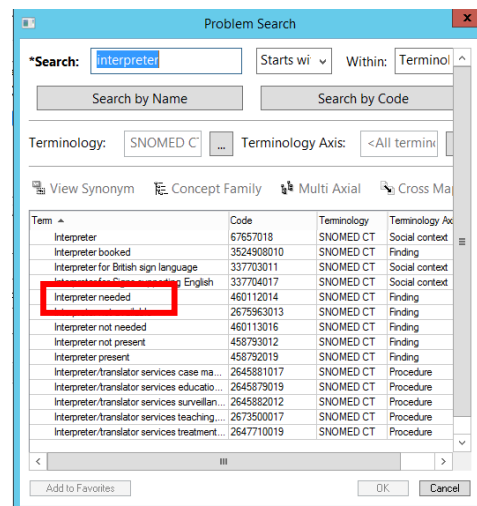 Problem Search
x
*Search: interpreter Starts wi Within: Terminol
Search by Name Search by Code
Terminology: SNOMED C ... Terminology Axis: <All termin
View Synonym Concept Family Multi Axial Cross Ma
Term Code Terminology Terminology Ax
Interpreter 67657018 SNOMED CT Social context
Interpreter booked 3524908010 SNOMED CT Finding
Interpreter for British sign language 337703011 SNOMED CT Social context
Interpreter for Signs supporting English 337704017 SNOMED CT Social context
Interpreter needed 460112014 SNOMED CT Finding
2675963013 SNOMED CT Finding
Interpreter not needed 460113016 SNOMED CT Finding
Interpreter not present 458793012 SNOMED CT Finding
Interpreter present 458792019 SNOMED CT Finding
Interpreter/translator services case ma... 2645881017 SNOMED CT Procedure
Interpreter/translator services educatio... 2645879019 SNOMED CT Procedure
Interpreter/translator services surveillan... 2645882012 SNOMED CT Procedure
Interpreter/translator services teaching,... 2673500017 SNOMED CT Procedure
Interpreter/translator services treatment... 2647710019 SNOMED CT Procedure
Add to Favorites OK Cancel